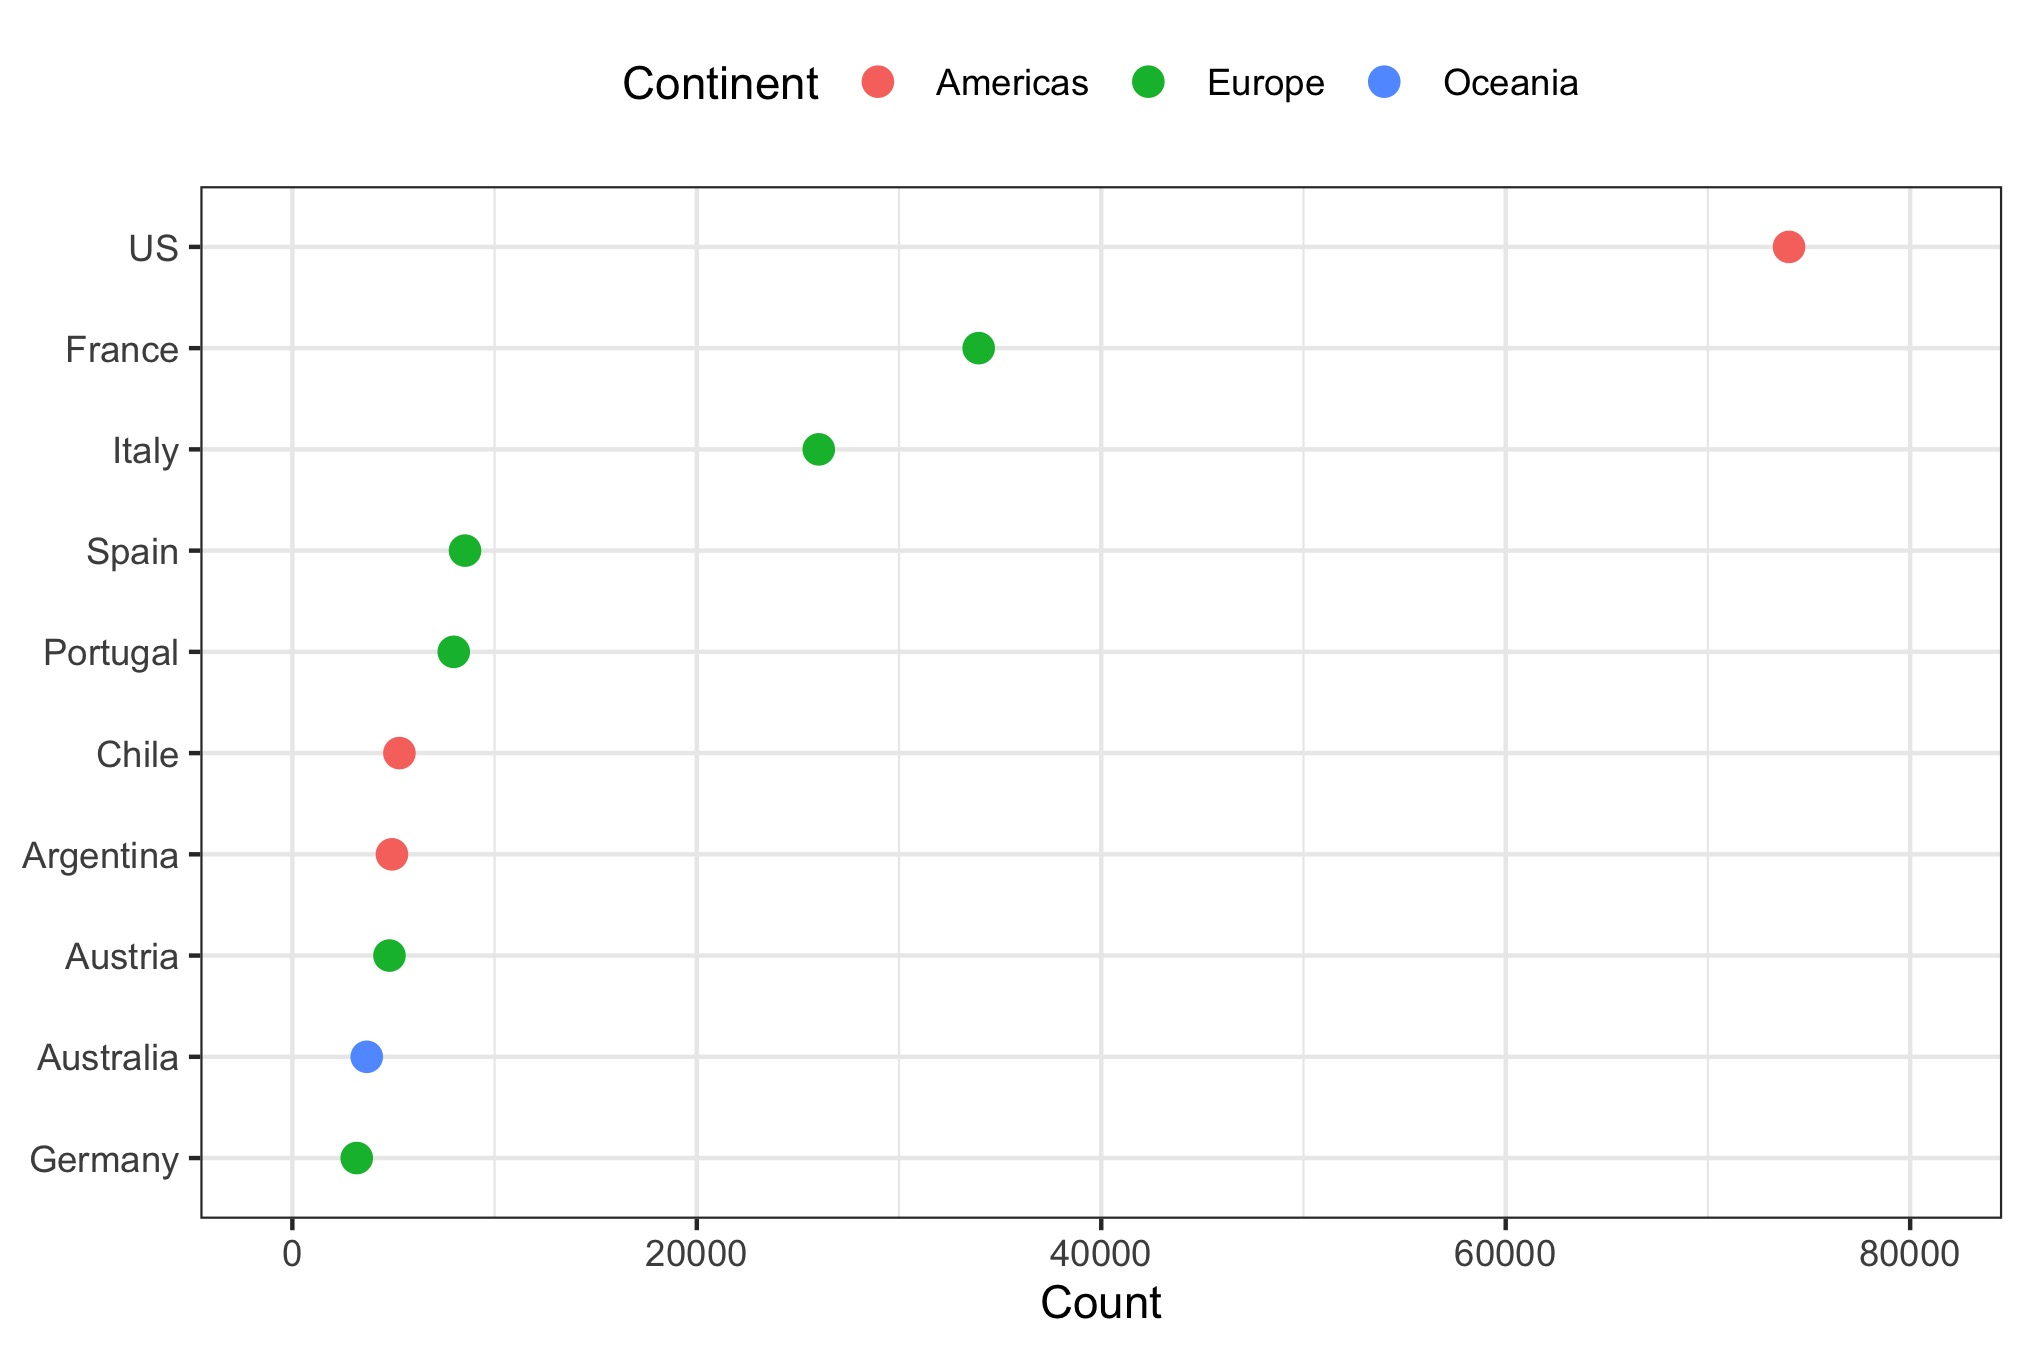 Continent Americas Europe Oceania
US
France
Italy
Spain
Portugal
Chile
Argentina
Austria
Australia
Germany
0 20000 40000 60000 80000
Count